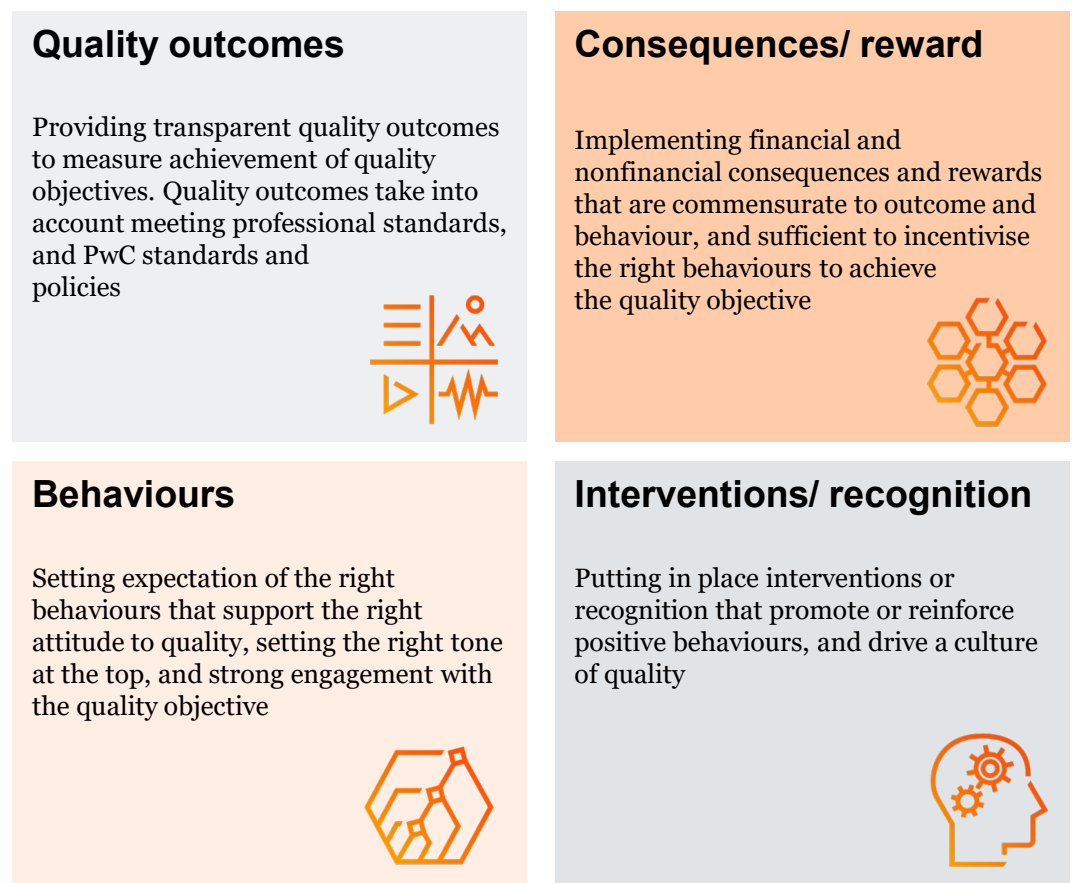 Quality outcomes
Providing transparent quality outcomes
to measure achievement of quality
objectives. Quality outcomes take into
account meeting professional standards,
and PwC standards and
policies
Consequences/ reward
Implementing financial and
nonfinancial consequences and rewards
that are commensurate to outcome and
behaviour, and sufficient to incentivise
the right behaviours to achieve
the quality objective
Behaviours
Setting expectation of the right
behaviours that support the right
attitude to quality, setting the right tone
at the top, and strong engagement with
the quality objective
Interventions/ recognition
Putting in place interventions or
recognition that promote or reinforce
positive behaviours, and drive a culture
of quality